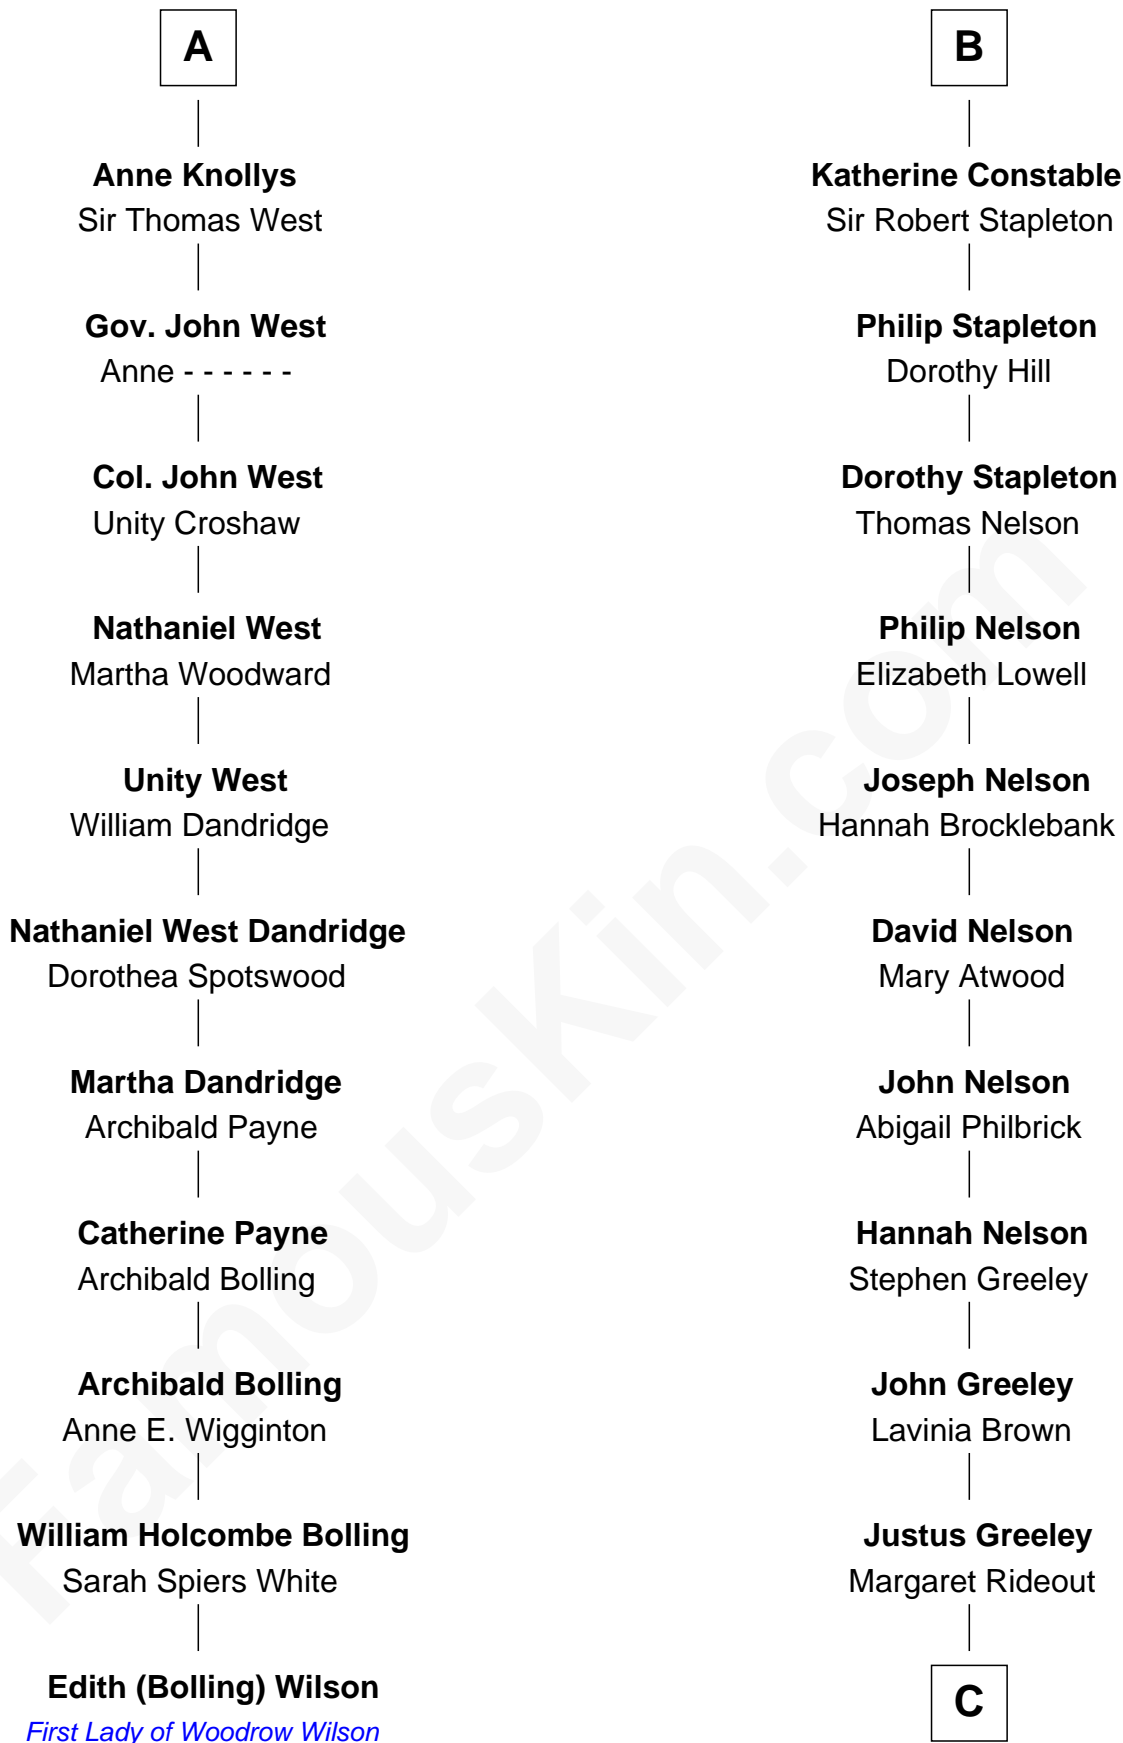 A
Anne Knollys
Sir Thomas West
Gov. John West
Anne - - - - - -
Col. John West
Unity Croshaw
Nathaniel West
Martha Woodward
Unity West
William Dandridge
Nathaniel West Dandridge
Dorothea Spotswood
Martha Dandridge
Archibald Payne
Catherine Payne
Archibald Bolling
Archibald Bolling
Anne E. Wigginton
William Holcombe Bolling
Sarah Spiers White
Edith (Bolling) Wilson
First Lady of Woodrow Wilson
B
Katherine Constable
Sir Robert Stapleton
Philip Stapleton
Dorothy Hill
Dorothy Stapleton
Thomas Nelson
Philip Nelson
Elizabeth Lowell
Joseph Nelson
Hannah Brocklebank
David Nelson
Mary Atwood
John Nelson
Abigail Philbrick
Hannah Nelson
Stephen Greeley
John Greeley
Lavinia Brown
Justus Greeley
Margaret Rideout
C
FamousKin.com